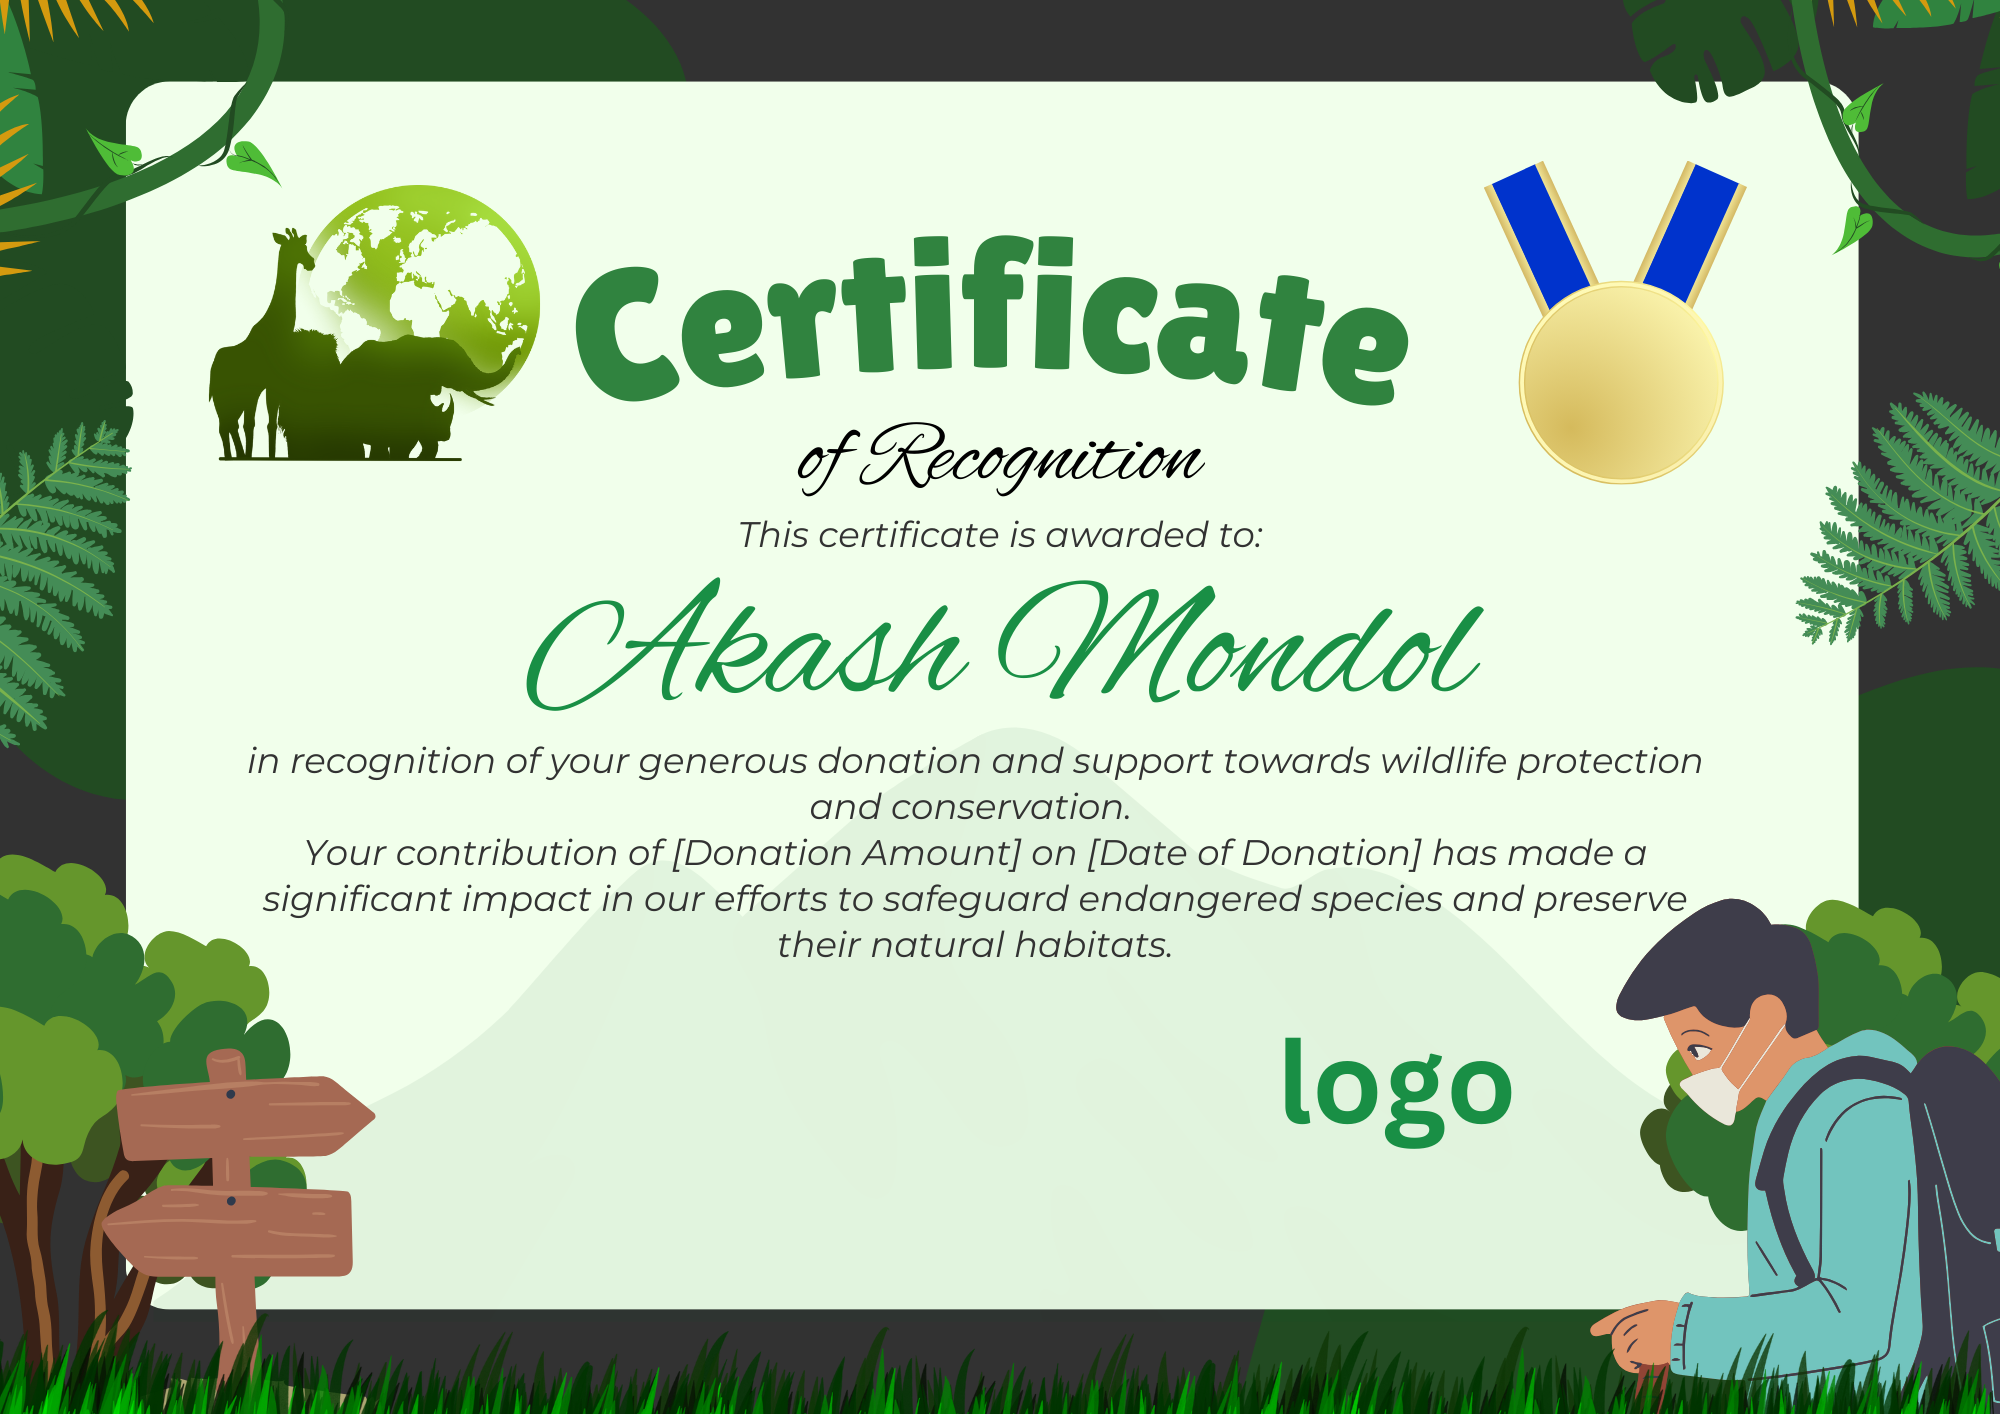 Certificate
of Recognition
This certificate is awarded to:
Akash Mondol
in recognition of your generous donation and support towards wildlife protection
and conservation.
Your contribution of [Donation Amount] on [Date of Donation] has made a
significant impact in our efforts to safeguard endangered species and preserve
their natural habitats.
logo